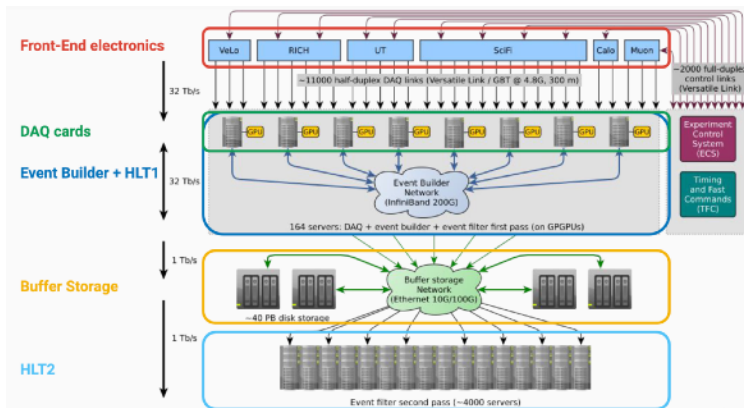 Front-End electronics
VeLo
RICH
UT
SciFi
Calo
Muon
~11000 half-duplex DAQ links (Versatile Link / GBT @ 4.8G, 300 m)
~2000 full-duplex
control links
(Versatile Link)
32 Tb/s
DAQ cards
GPU
GPU
GPU
GPU
GPU
GPU
GPU
GPU
Experiment
Control
System
(ECS)
Event Builder + HLT1
32 Tb/s
Event Builder
Network
(InfiniBand 200G)
Timing
and Fast
Commands
(TFC)
164 servers: DAQ + event builder + event filter first pass (on GPGPUs)
1 Tb/s
Buffer Storage
Buffer storage
Network
(Ethernet 10G/100G)
~40 PB disk storage
1 Tb/s
HLT2
Event filter second pass (~4000 servers)